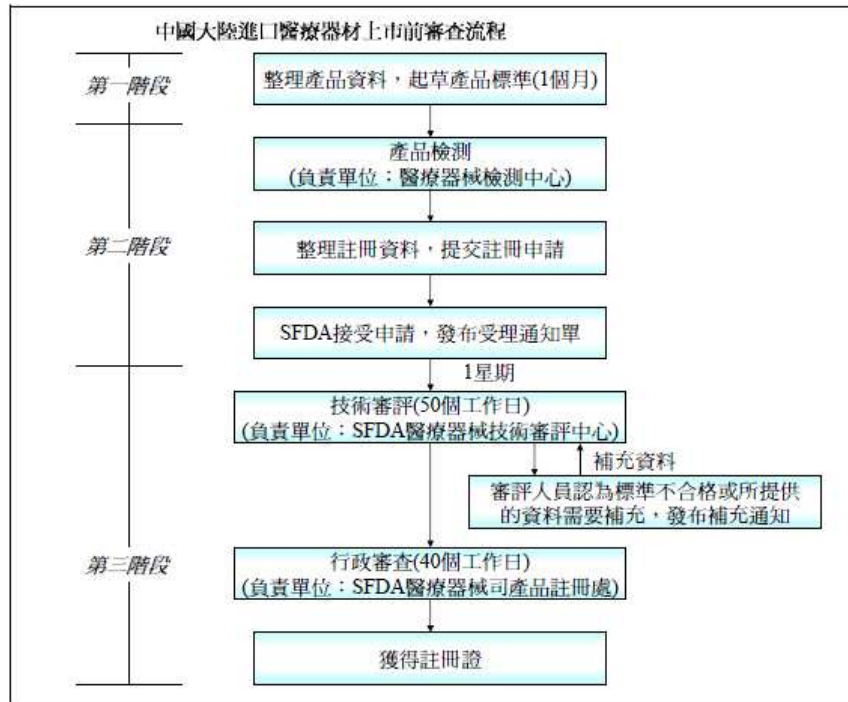 中國大陸進口醫療器材上市前審查流程
第一階段
整理產品資料，起草產品標準(1個月)
第二階段
產品檢測
(負責單位：醫療器械檢測中心)
整理註冊資料，提交註冊申請
SFDA接受申請，發布受理通知單
1星期
第三階段
技術審評(50個工作日)
(負責單位：SFDA醫療器械技術審評中心)
補充資料
審評人員認為標準不合格或所提供
的資料需要補充，發布補充通知
行政審查(40個工作日)
(負責單位：SFDA醫療器械司產品註冊處)
獲得註冊證